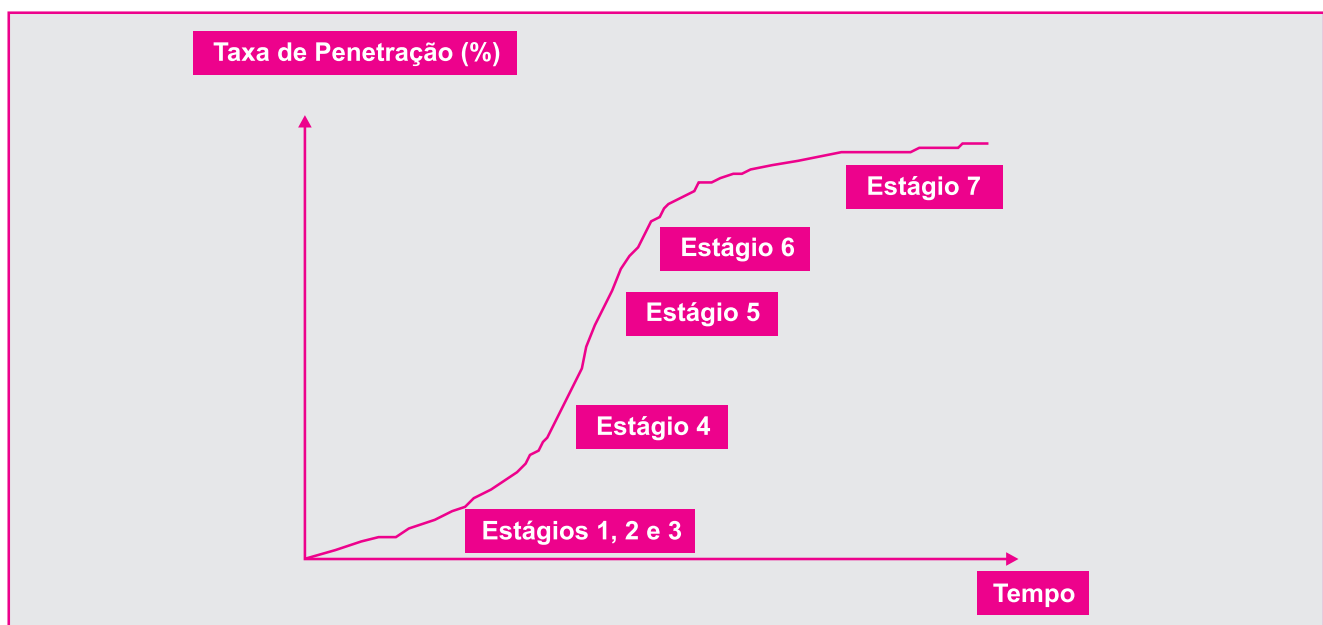 Taxa de Penetração (%)
Estágio 7
Estágio 6
Estágio 5
Estágio 4
Estágios 1, 2 e 3
Tempo